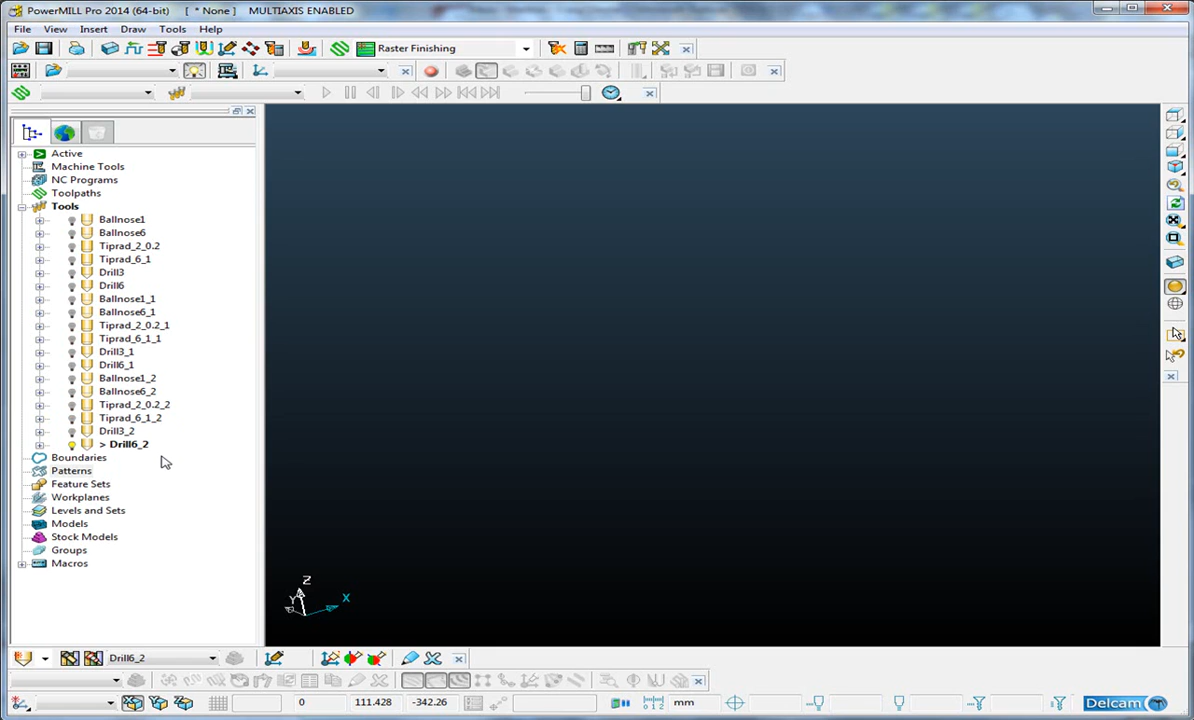 PowerMILL Pro 2014 (64-bit) [ * None ] MULTIAXIS ENABLED
File View Insert Draw Tools Help
Raster Finishing
Active
Machine Tools
NC Programs
Toolpaths
Tools
Ballnose1
Ballnose6
Tiprad_2_0.2
Tiprad_6_1
Drill3
Drill6
Ballnose1_1
Ballnose6_1
Tiprad_2_0.2_1
Tiprad_6_1_1
Drill3_1
Drill6_1
Ballnose1_2
Ballnose6_2
Tiprad_2_0.2_2
Tiprad_6_1_2
Drill3_2
> Drill6_2
Boundaries
Patterns
Feature Sets
Workplanes
Levels and Sets
Models
Stock Models
Groups
Macros
Z
Y
X
Drill6_2
0 111.428 -342.26 mm Delcam